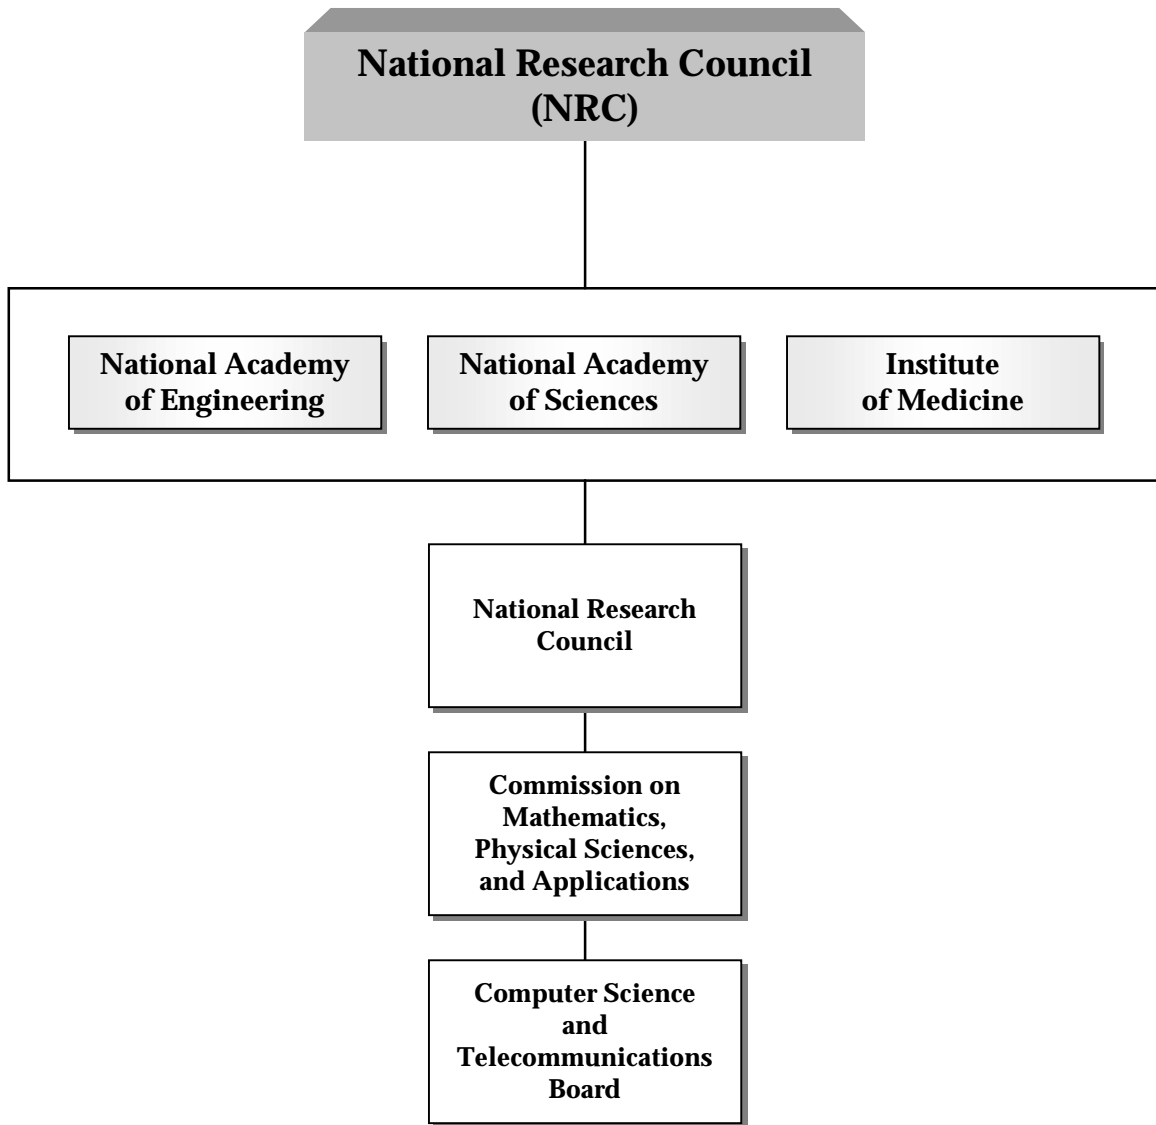 National Research Council
(NRC)
National Academy
of Engineering
National Academy
of Sciences
Institute
of Medicine
National Research
Council
Commission on
Mathematics,
Physical Sciences,
and Applications
Computer Science
and
Telecommunications
Board